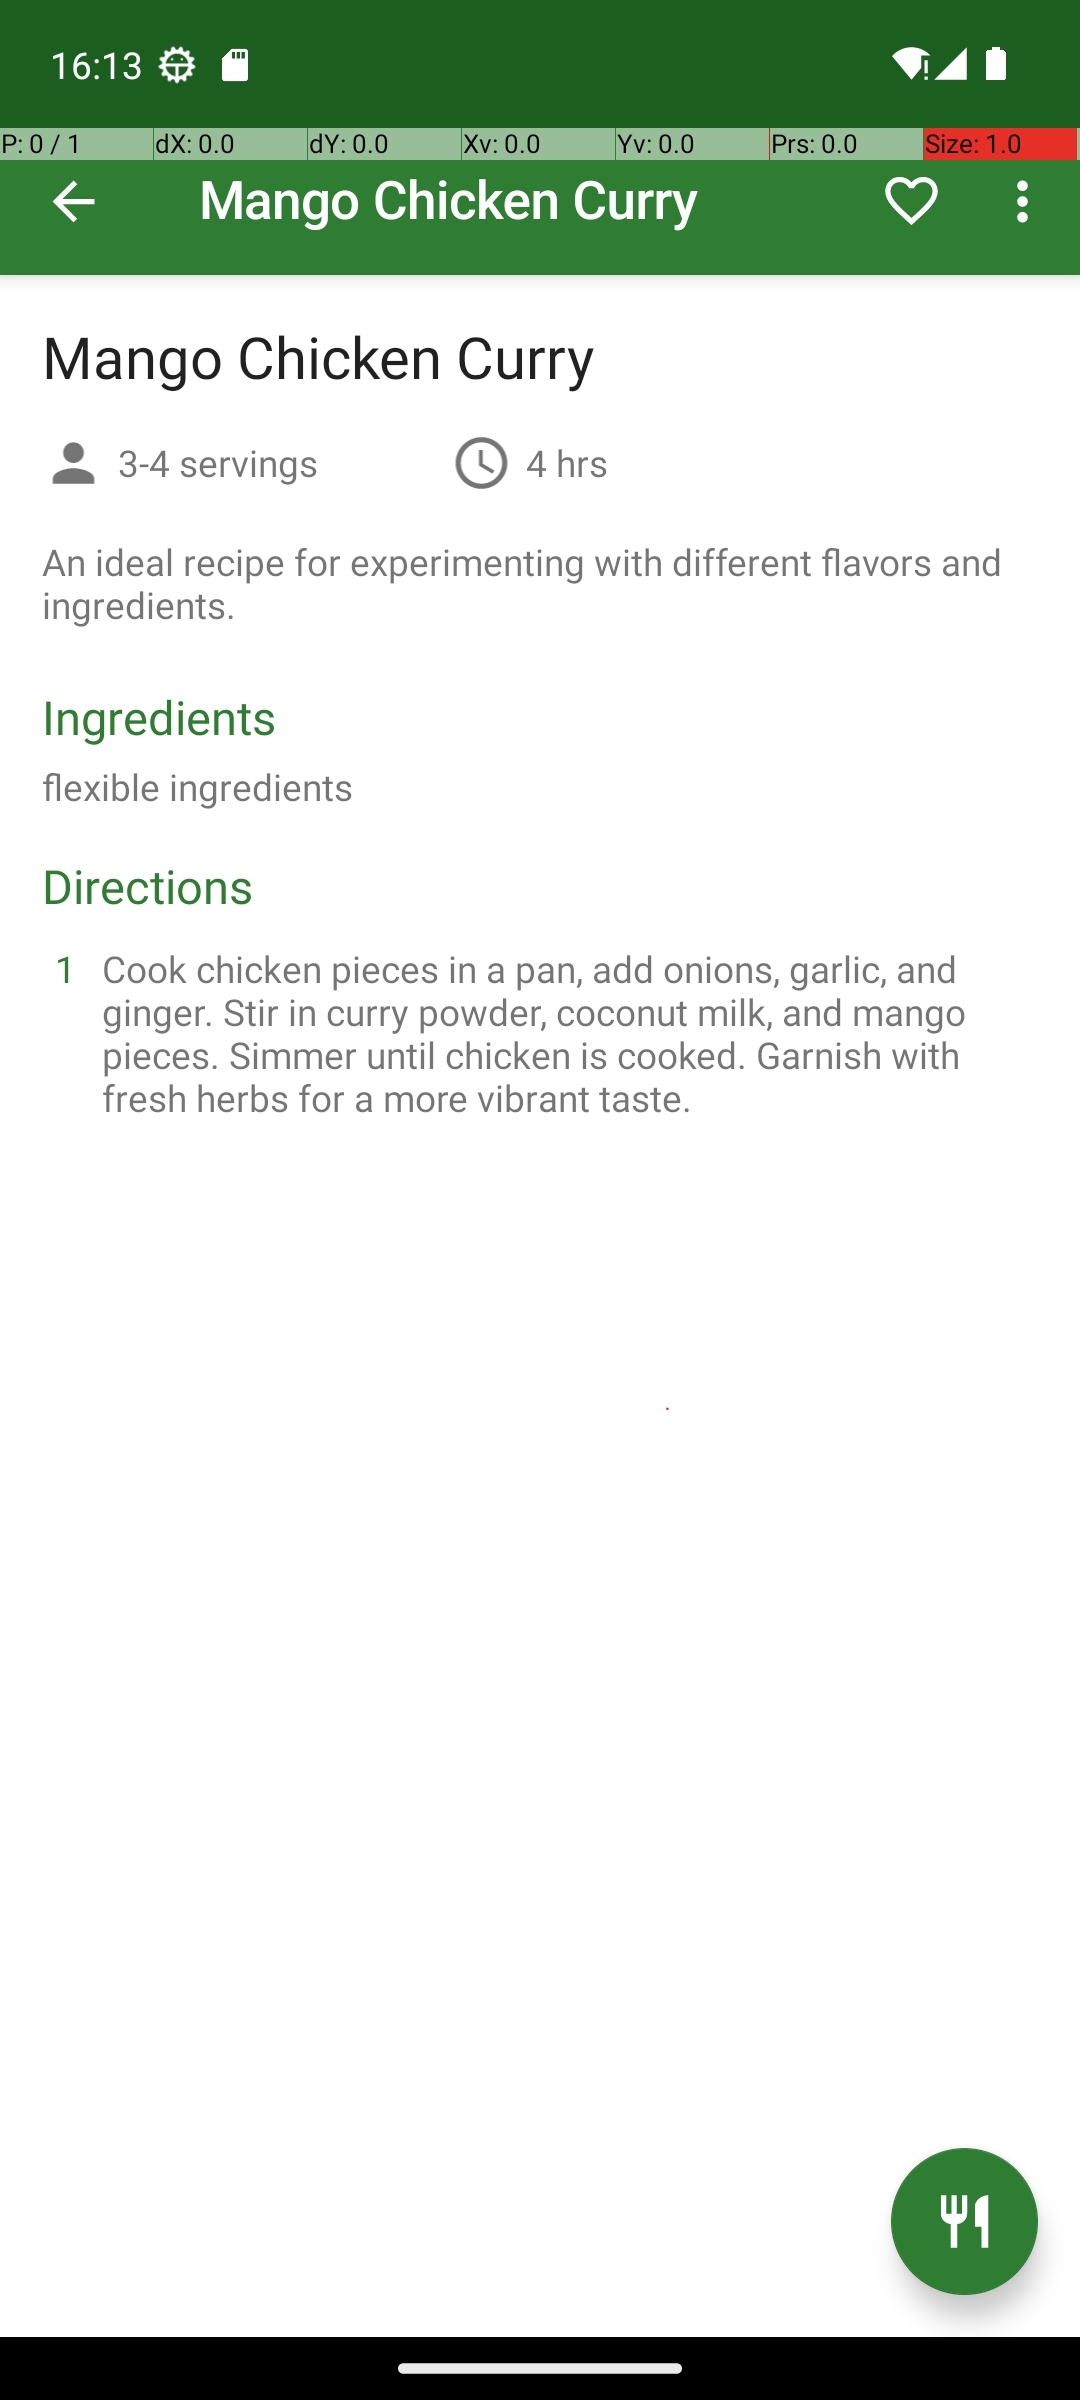 16:13
P: 0 / 1 dX: 0.0 dY: 0.0 Xv: 0.0 Yv: 0.0 Prs: 0.0 Size: 1.0
Mango Chicken Curry
Mango Chicken Curry
3-4 servings 4 hrs
An ideal recipe for experimenting with different flavors and
ingredients.
Ingredients
flexible ingredients
Directions
1 Cook chicken pieces in a pan, add onions, garlic, and
ginger. Stir in curry powder, coconut milk, and mango
pieces. Simmer until chicken is cooked. Garnish with
fresh herbs for a more vibrant taste.